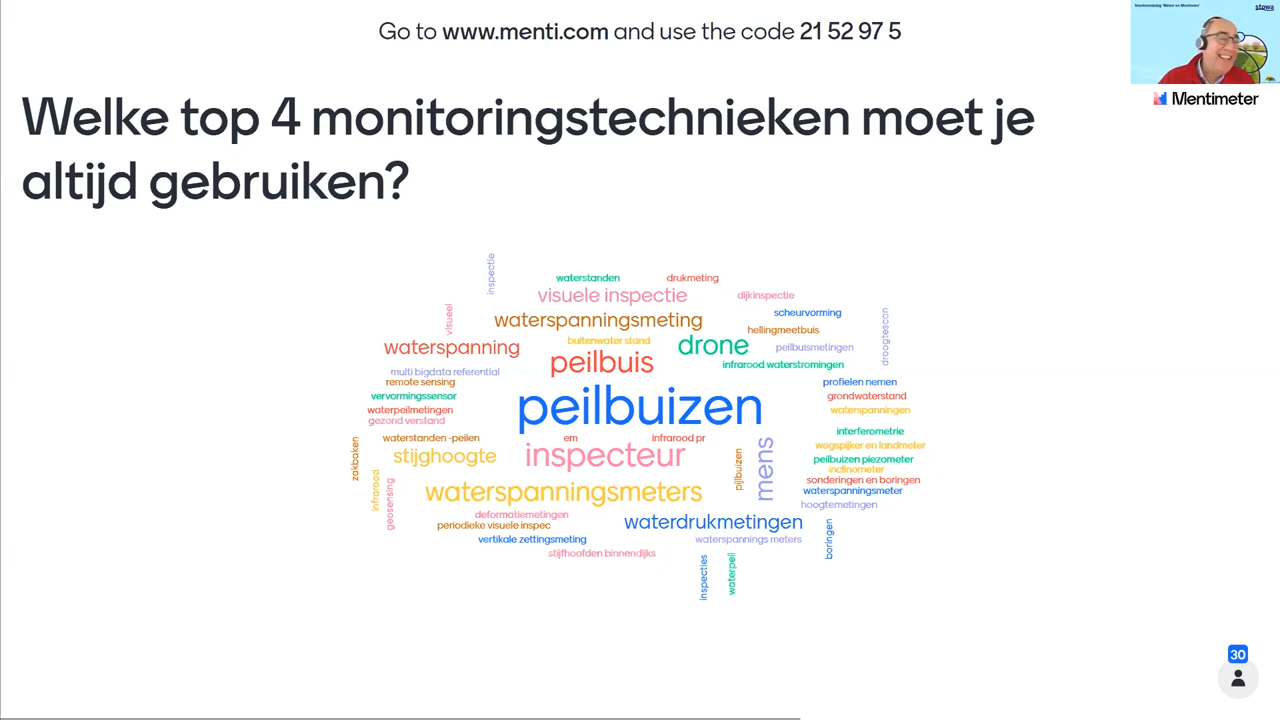 Go to www.menti.com and use the code 21 52 97 5
stowa
Mentimeter
Welke top 4 monitoringstechnieken moet je
altijd gebruiken?
inspectie
waterstanden
drukmeting
visuele inspectie
dijkinspectie
visueel
scheurvorming
droogtescan
waterspanningsmeting
hellingmeetbuis
buitenwater stand
drone
waterspanning
peilbuismetingen
peilbuis
infrarood waterstromingen
multi bigdata referential
remote sensing
profielen nemen
vervormingssensor
grondwaterstand
peilbuizen
waterpeilmetingen
waterspanningen
gezond verstand
interferometrie
waterstanden -peilen
em
infrarood pr
wegspijker en landmeter
zakbaken
stijghoogte
inspecteur
pijlbuizen
mens
peilbuizen piezometer
inclinometer
sonderingen en boringen
infrarood
geosensing
waterspanningsmeters
waterspanningsmeter
hoogtemetingen
deformatiemetingen
periodieke visuele inspec
waterdrukmetingen
boringen
vertikale zettingsmeting
waterspannings meters
stijfhoofden binnendijks
inspecties
waterpeil
30